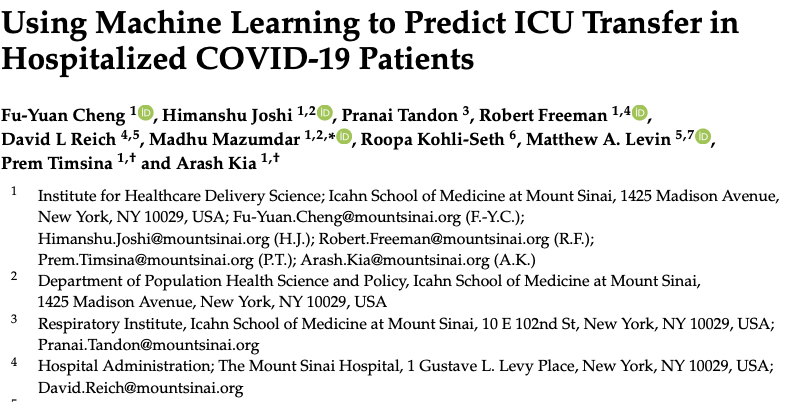 Using Machine Learning to Predict ICU Transfer in
Hospitalized COVID-19 Patients
Fu-Yuan Cheng 1 iD, Himanshu Joshi 1,2 iD, Pranai Tandon 3, Robert Freeman 1,4 iD,
David L Reich 4,5, Madhu Mazumdar 1,2,* iD, Roopa Kohli-Seth 6, Matthew A. Levin 5,7 iD,
Prem Timsina 1,† and Arash Kia 1,†
1 Institute for Healthcare Delivery Science; Icahn School of Medicine at Mount Sinai, 1425 Madison Avenue,
New York, NY 10029, USA; Fu-Yuan.Cheng@mountsinai.org (F.-Y.C.);
Himanshu.Joshi@mountsinai.org (H.J.); Robert.Freeman@mountsinai.org (R.F.);
Prem.Timsina@mountsinai.org (P.T.); Arash.Kia@mountsinai.org (A.K.)
2 Department of Population Health Science and Policy, Icahn School of Medicine at Mount Sinai,
1425 Madison Avenue, New York, NY 10029, USA
3 Respiratory Institute, Icahn School of Medicine at Mount Sinai, 10 E 102nd St, New York, NY 10029, USA;
Pranai.Tandon@mountsinai.org
4 Hospital Administration; The Mount Sinai Hospital, 1 Gustave L. Levy Place, New York, NY 10029, USA;
David.Reich@mountsinai.org